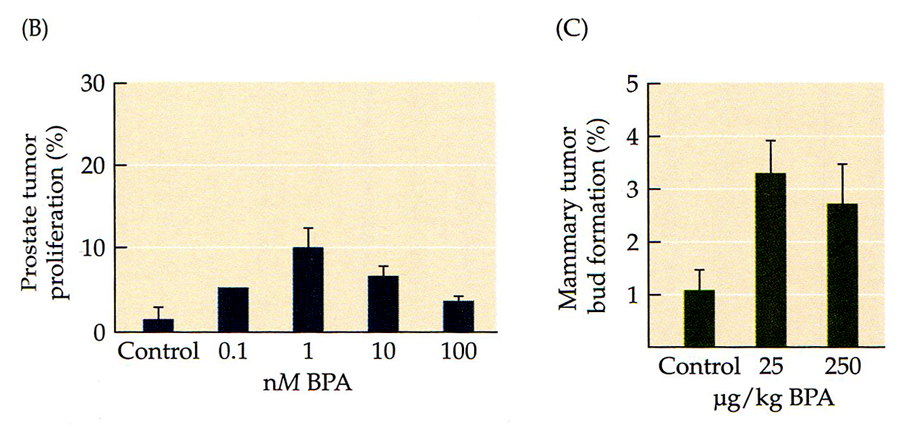 (B)
Prostate tumor
proliferation (%)
30
20
10
0
Control 0.1 1 10 100
nM BPA
(C)
Mammary tumor
bud formation (%)
5
4
3
2
1
Control 25 250
µg/kg BPA